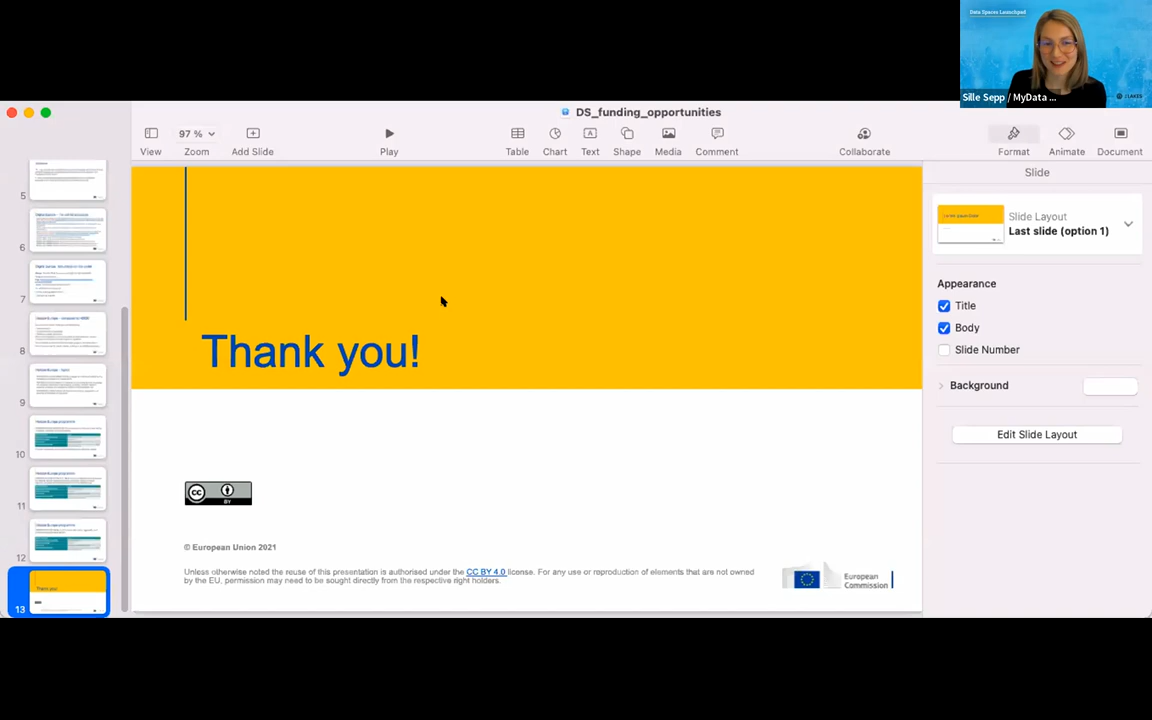 Data Spaces Launchpad
Sille Sepp / MyData ...
DS_funding_opportunities
97 %
View
Zoom
Add Slide
Play
Table
Chart
Text
Shape
Media
Comment
Collaborate
Format
Animate
Document
5
6
7
8
9
10
11
12
13
Thank you!
CC
BY
© European Union 2021
Unless otherwise noted the reuse of this presentation is authorised under the CC BY 4.0 license. For any use or reproduction of elements that are not owned
by the EU, permission may need to be sought directly from the respective right holders.
European
Commission
Slide
Slide Layout
Last slide (option 1)
Appearance
Title
Body
Slide Number
Background
Edit Slide Layout